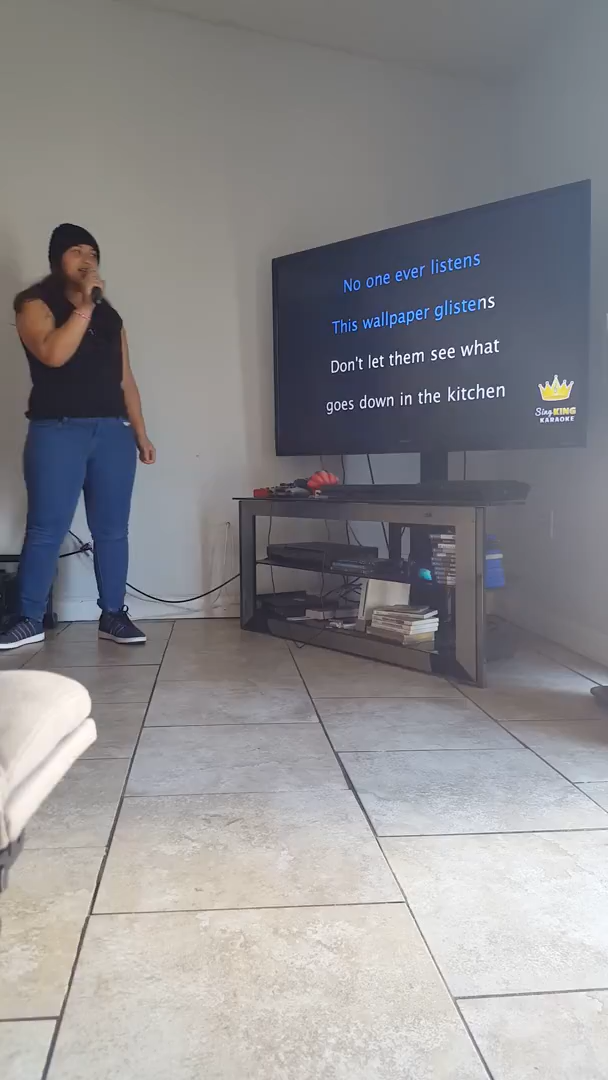 No one ever listens
This wallpaper glistens
Don't let them see what
goes down in the kitchen
Sing KING
KARAOKE